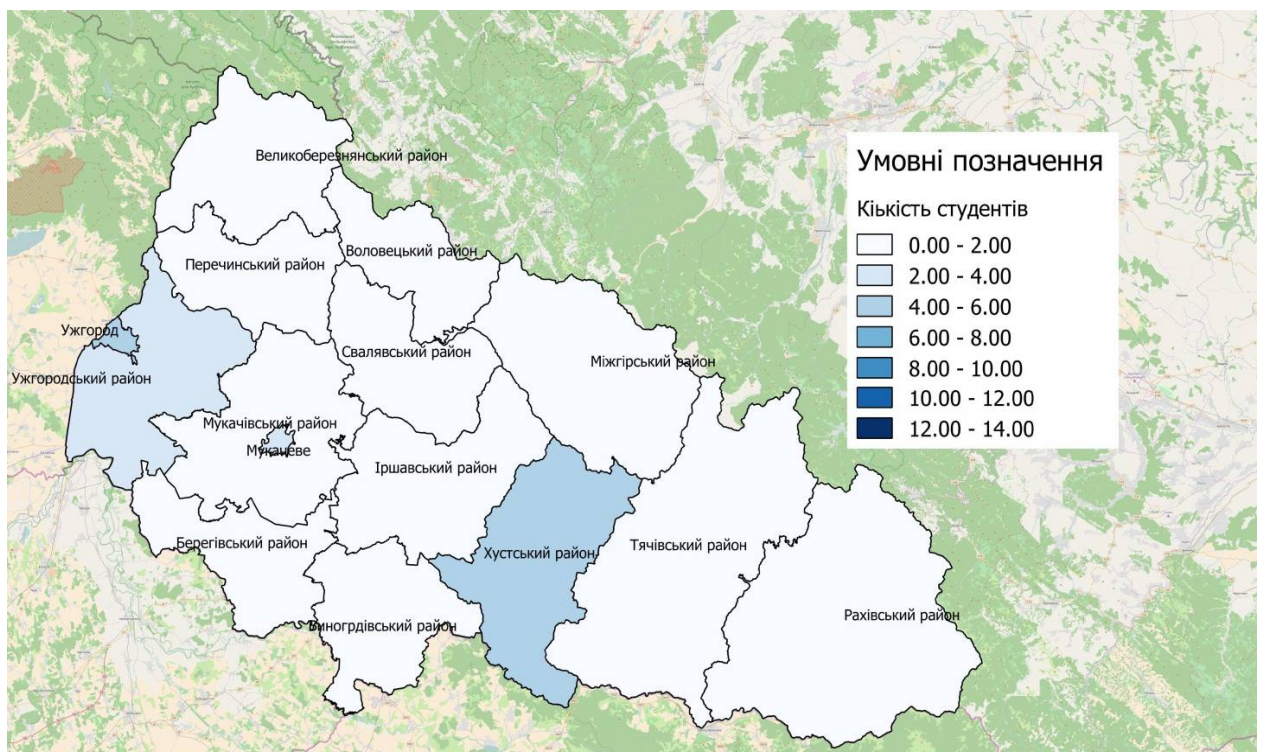 Великоберезнянський район
Воловецький район
Перечинський район
Ужгород
Свалявський район
Міжгірський район
Ужгородський район
Мукачівський район
Мукачеве
Іршавський район
Берегівський район
Хустський район
Тячівський район
Рахівський район
Виногрдівський район
Умовні позначення
Кіькість студентів
0.00 - 2.00
2.00 - 4.00
4.00 - 6.00
6.00 - 8.00
8.00 - 10.00
10.00 - 12.00
12.00 - 14.00